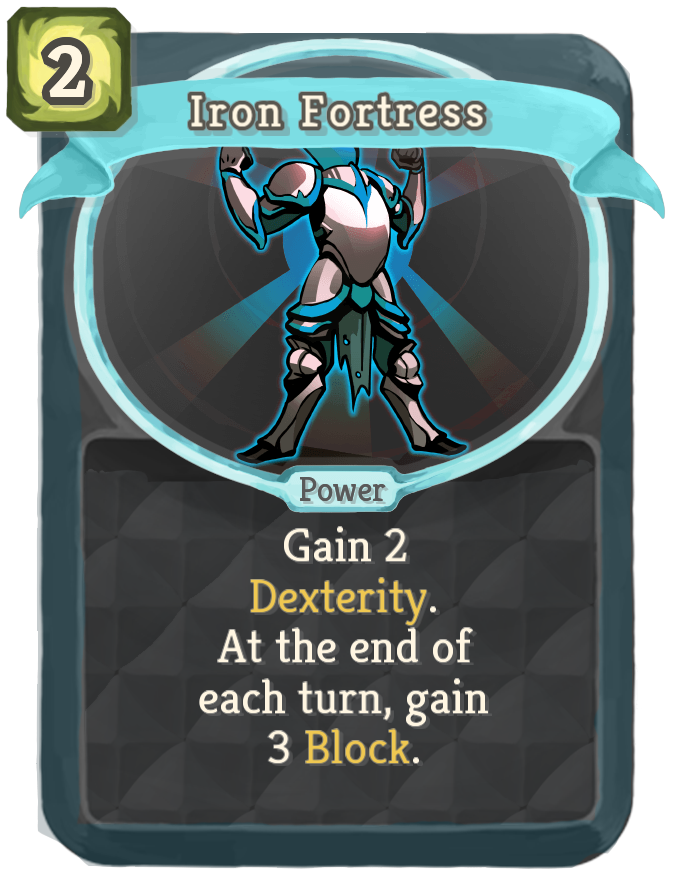 2
Iron Fortress
Power
Gain 2
Dexterity.
At the end of
each turn, gain
3 Block.